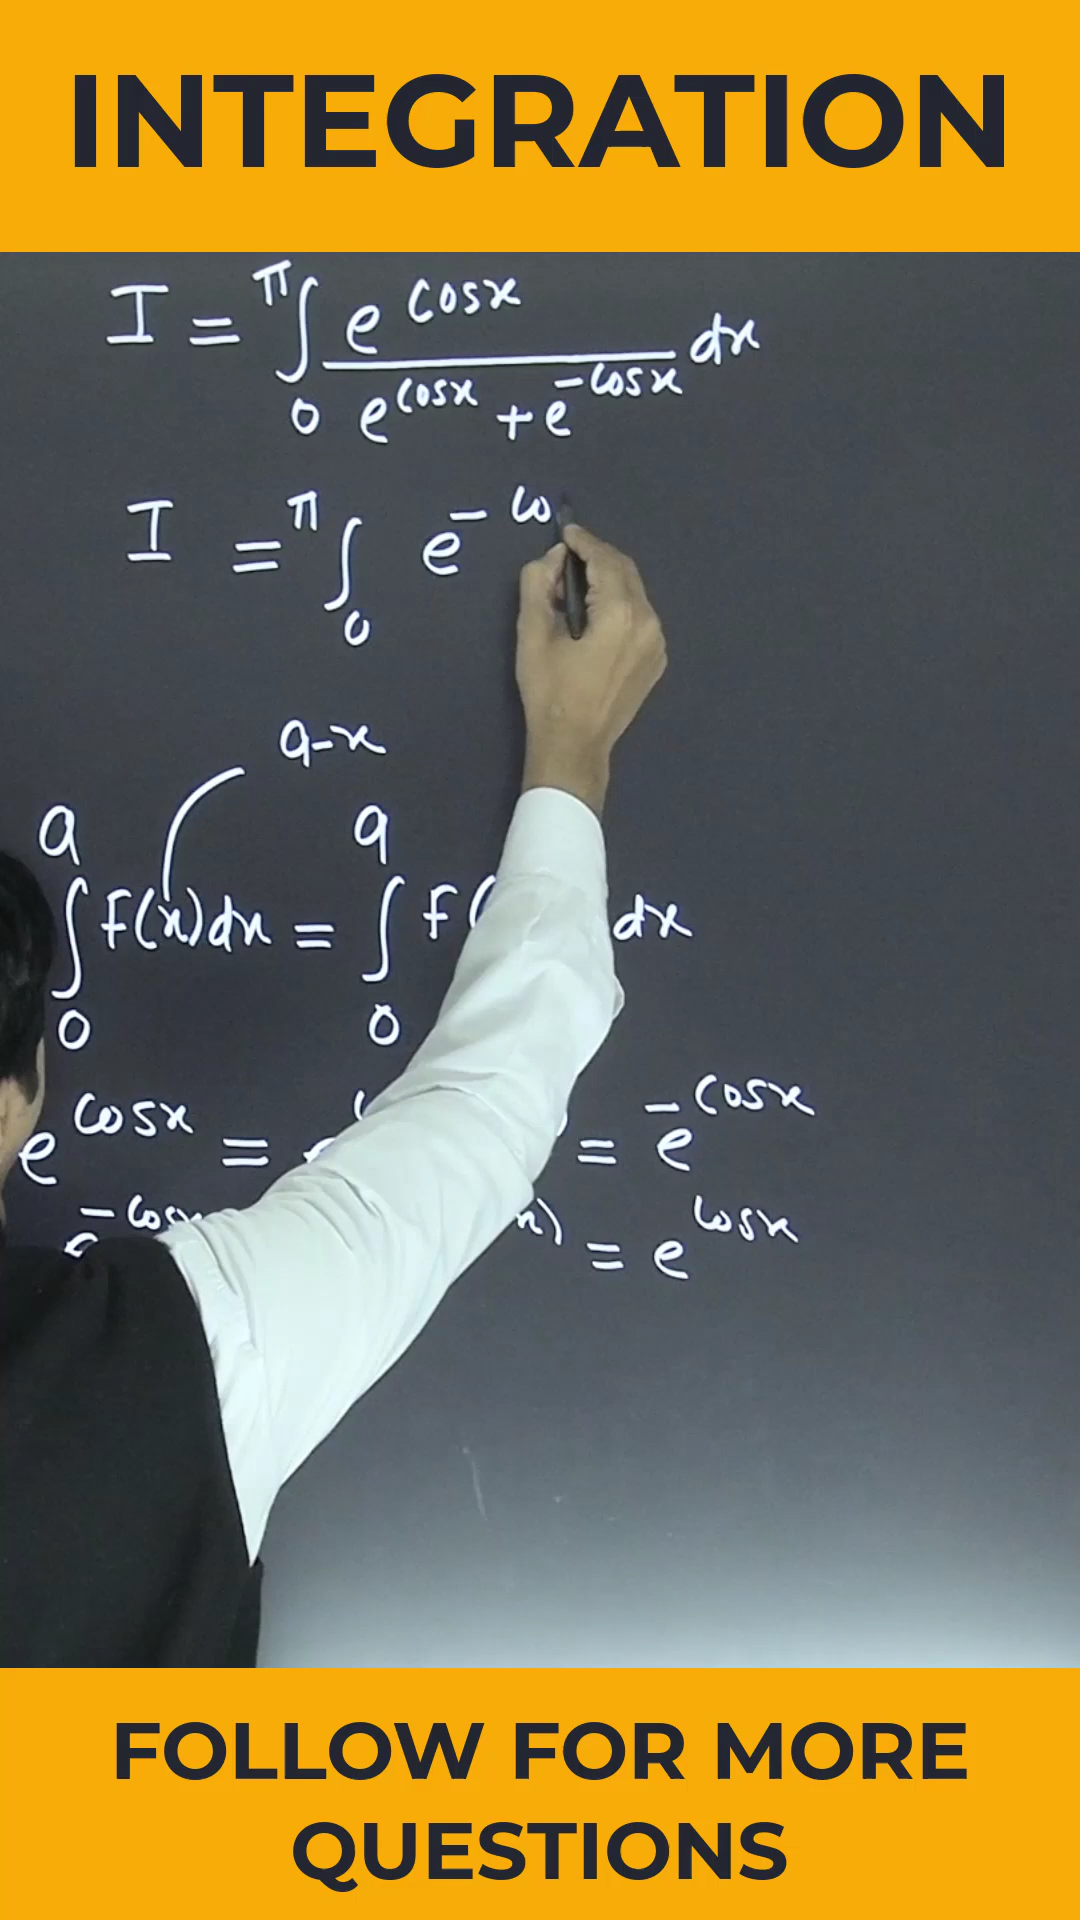 INTEGRATION
I = ∫₀^π e^cosx / (e^cosx + e^-cosx) dx
I = ∫₀^π e^- co
a-x
∫₀^a f(x)dx = ∫₀^a f( dx
e^cosx = = e^-cosx
e^-cosx x) = e^cosx
FOLLOW FOR MORE
QUESTIONS